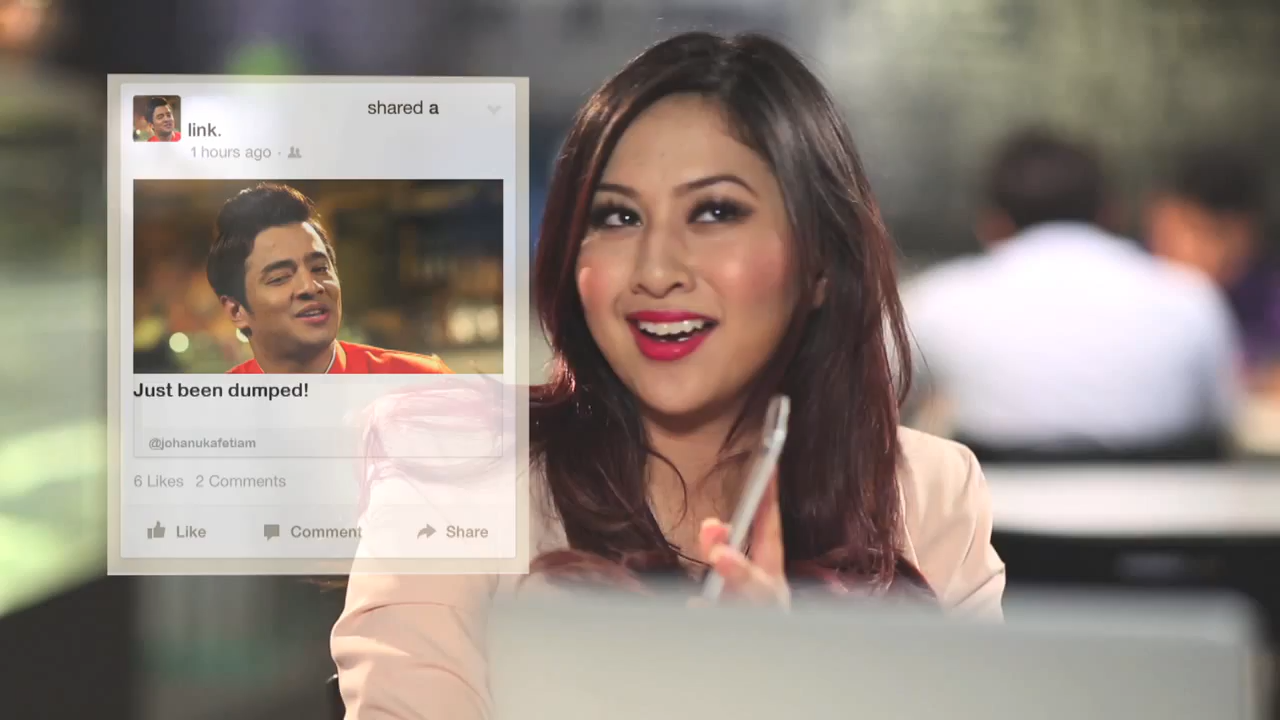 shared a
link.
1 hours ago
Just been dumped!
@johanukafetiam
6 Likes 2 Comments
Like Comment Share